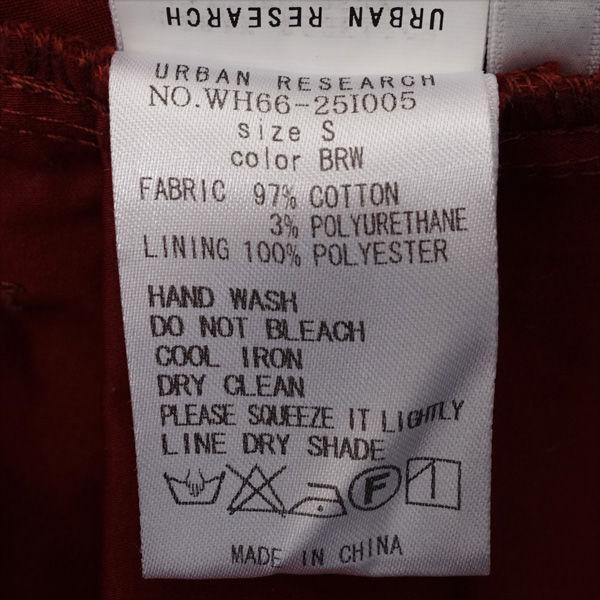 URBAN RESEARCH
URBAN RESEARCH
NO.WH66-25I005
size S
color BRW
FABRIC 97% COTTON
3% POLYURETHANE
LINING 100% POLYESTER
HAND WASH
DO NOT BLEACH
COOL IRON
DRY CLEAN
PLEASE SQUEEZE IT LIGHTLY
LINE DRY SHADE
F
MADE IN CHINA